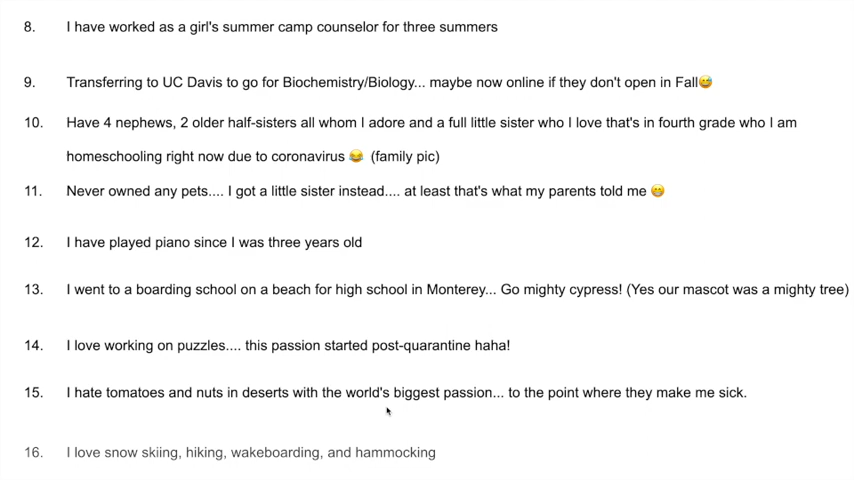 8. I have worked as a girl's summer camp counselor for three summers
9. Transferring to UC Davis to go for Biochemistry/Biology... maybe now online if they don't open in Fall😅
10. Have 4 nephews, 2 older half-sisters all whom I adore and a full little sister who I love that's in fourth grade who I am
homeschooling right now due to coronavirus 😂 (family pic)
11. Never owned any pets.... I got a little sister instead.... at least that's what my parents told me 😁
12. I have played piano since I was three years old
13. I went to a boarding school on a beach for high school in Monterey... Go mighty cypress! (Yes our mascot was a mighty tree)
14. I love working on puzzles.... this passion started post-quarantine haha!
15. I hate tomatoes and nuts in deserts with the world's biggest passion... to the point where they make me sick.
16. I love snow skiing, hiking, wakeboarding, and hammocking